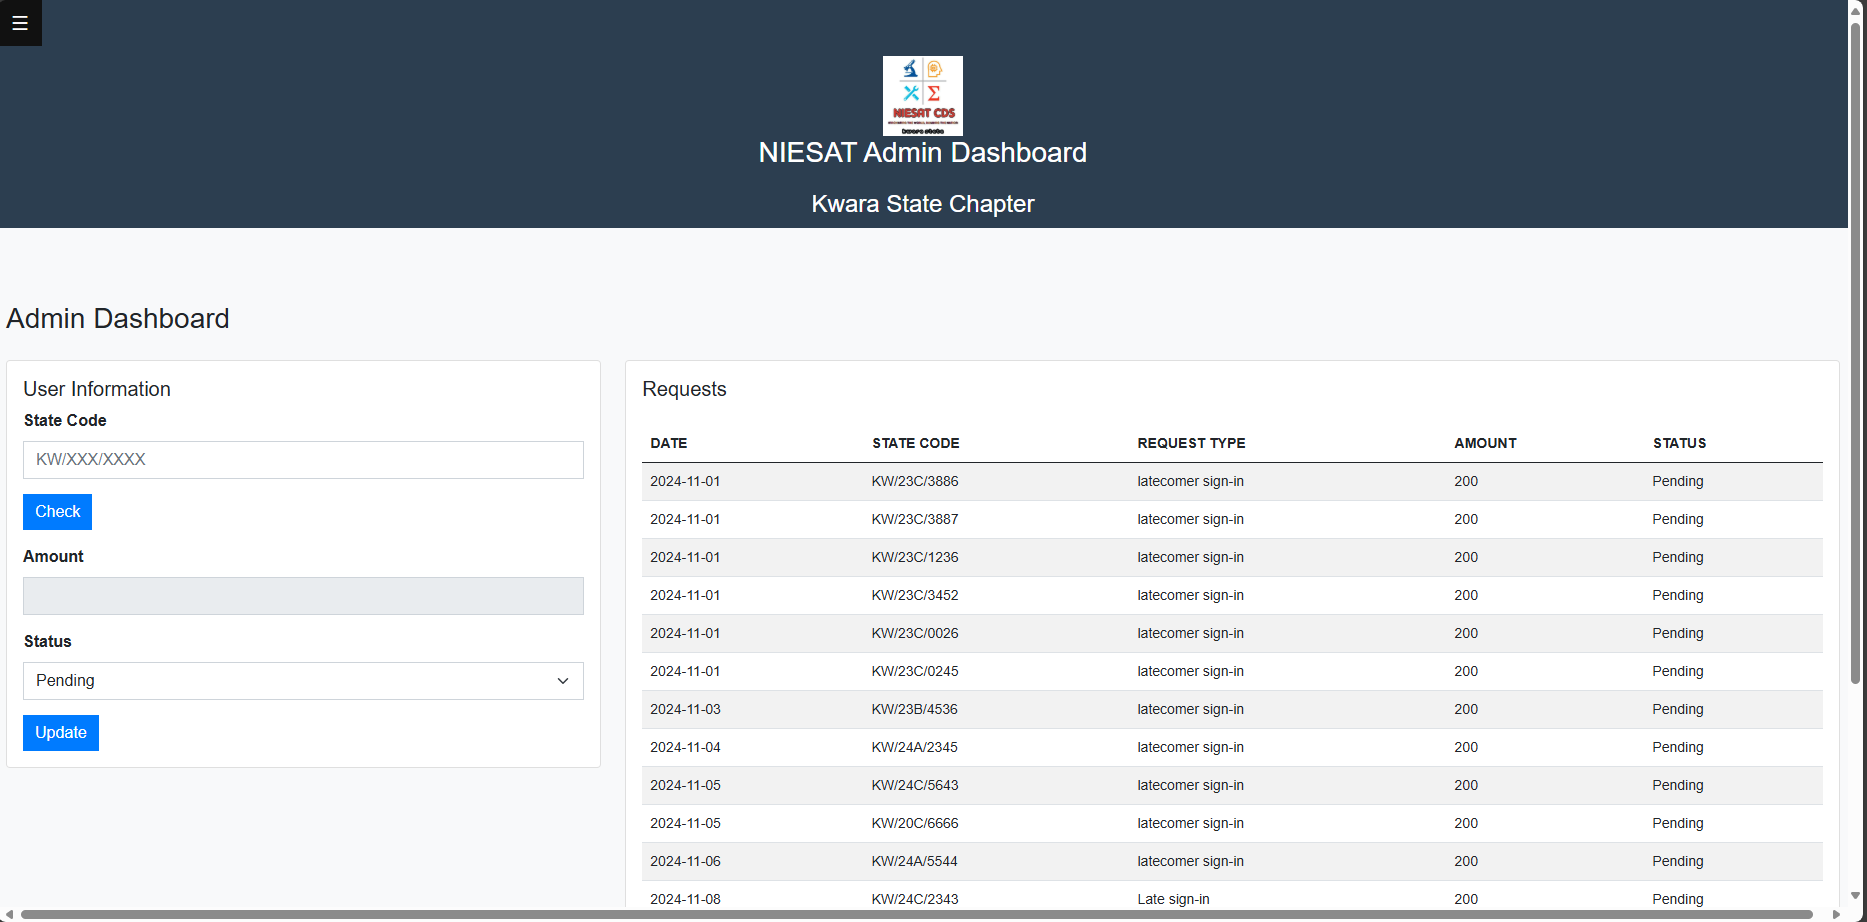 ☰
NIESAT CDS
kwara state
NIESAT Admin Dashboard
Kwara State Chapter
Admin Dashboard
User Information
State Code
KW/XXX/XXXX
Check
Amount
Status
Pending
Update
Requests
DATE STATE CODE REQUEST TYPE AMOUNT STATUS
2024-11-01 KW/23C/3886 latecomer sign-in 200 Pending
2024-11-01 KW/23C/3887 latecomer sign-in 200 Pending
2024-11-01 KW/23C/1236 latecomer sign-in 200 Pending
2024-11-01 KW/23C/3452 latecomer sign-in 200 Pending
2024-11-01 KW/23C/0026 latecomer sign-in 200 Pending
2024-11-01 KW/23C/0245 latecomer sign-in 200 Pending
2024-11-03 KW/23B/4536 latecomer sign-in 200 Pending
2024-11-04 KW/24A/2345 latecomer sign-in 200 Pending
2024-11-05 KW/24C/5643 latecomer sign-in 200 Pending
2024-11-05 KW/20C/6666 latecomer sign-in 200 Pending
2024-11-06 KW/24A/5544 latecomer sign-in 200 Pending
2024-11-08 KW/24C/2343 Late sign-in 200 Pending